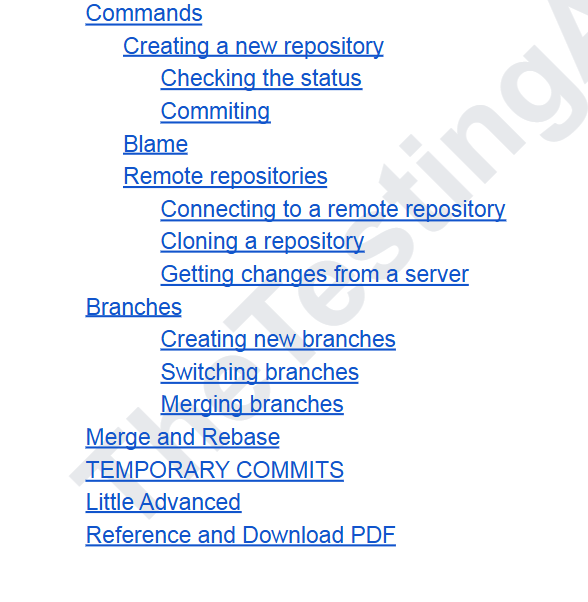 Commands
Creating a new repository
Checking the status
Commiting
Blame
Remote repositories
Connecting to a remote repository
Cloning a repository
Getting changes from a server
Branches
Creating new branches
Switching branches
Merging branches
Merge and Rebase
TEMPORARY COMMITS
Little Advanced
Reference and Download PDF
TheTestingA